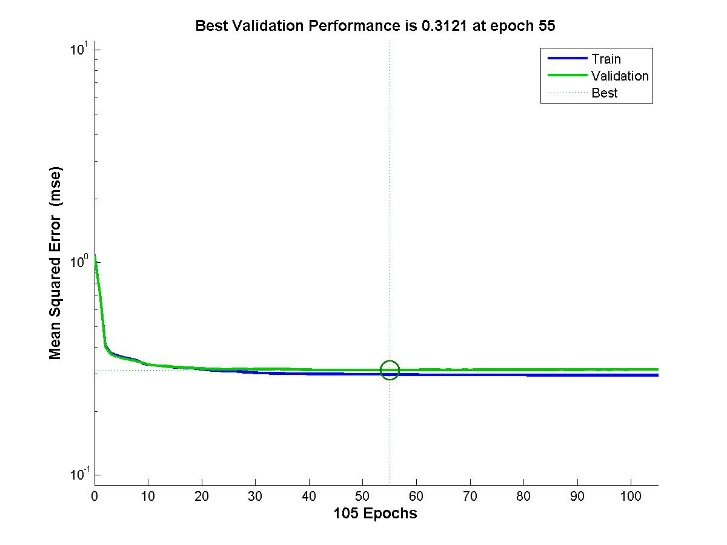 Best Validation Performance is 0.3121 at epoch 55
Train
Validation
Best
Mean Squared Error (mse)
10^1
10^0
10^-1
0 10 20 30 40 50 60 70 80 90 100
105 Epochs